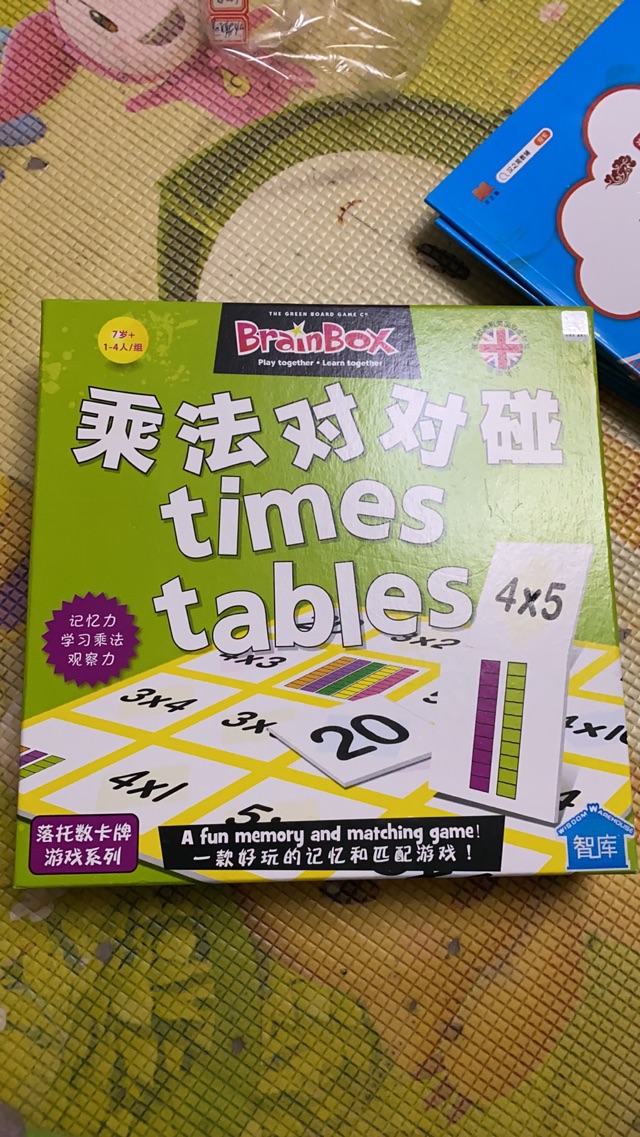 7岁+
1-4人/组
THE GREEN BOARD GAME Cº
BrainBox
Play together • Learn together
乘法对对碰
times
tables
记忆力
学习乘法
观察力
4x5
4x3
3x2
3x4
3x
20
4x1
5
落托数卡牌
游戏系列
A fun memory and matching game!
一款好玩的记忆和匹配游戏！
WISDOM WAREHOUSE
智库